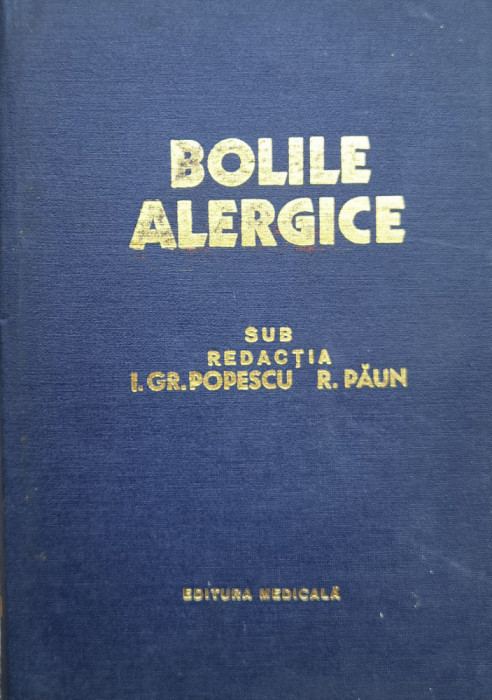 BOLILE
ALERGICE
SUB
REDACȚIA
I.GR.POPESCU R. PĂUN
EDITURA MEDICALĂ